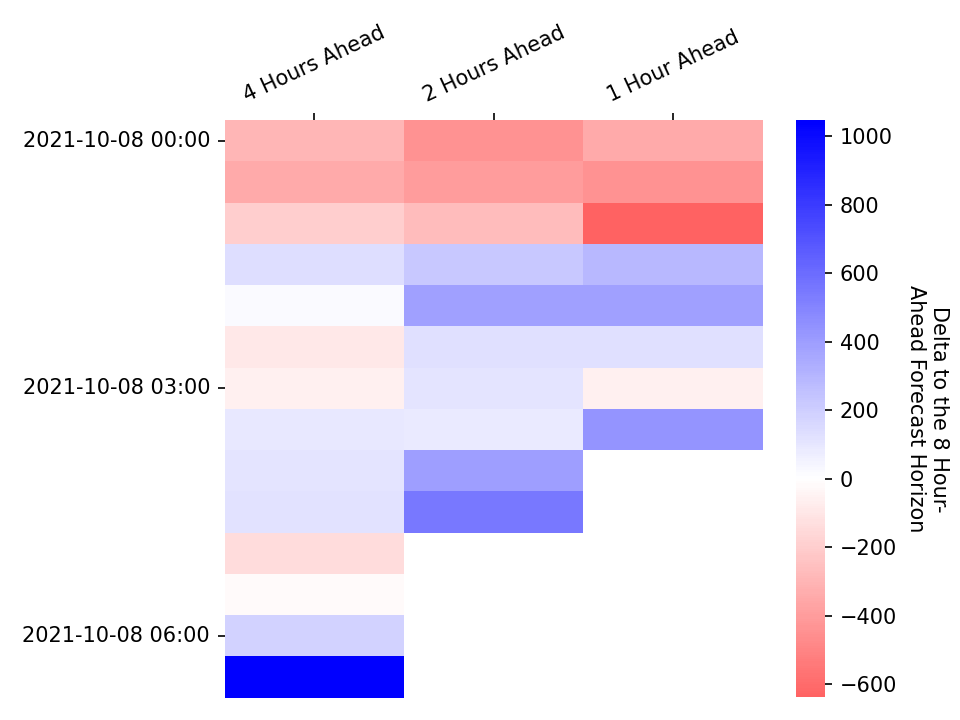 4 Hours Ahead
2 Hours Ahead
1 Hour Ahead
2021-10-08 00:00
2021-10-08 03:00
2021-10-08 06:00
1000
800
600
400
200
0
−200
−400
−600
Delta to the 8 Hour-
Ahead Forecast Horizon